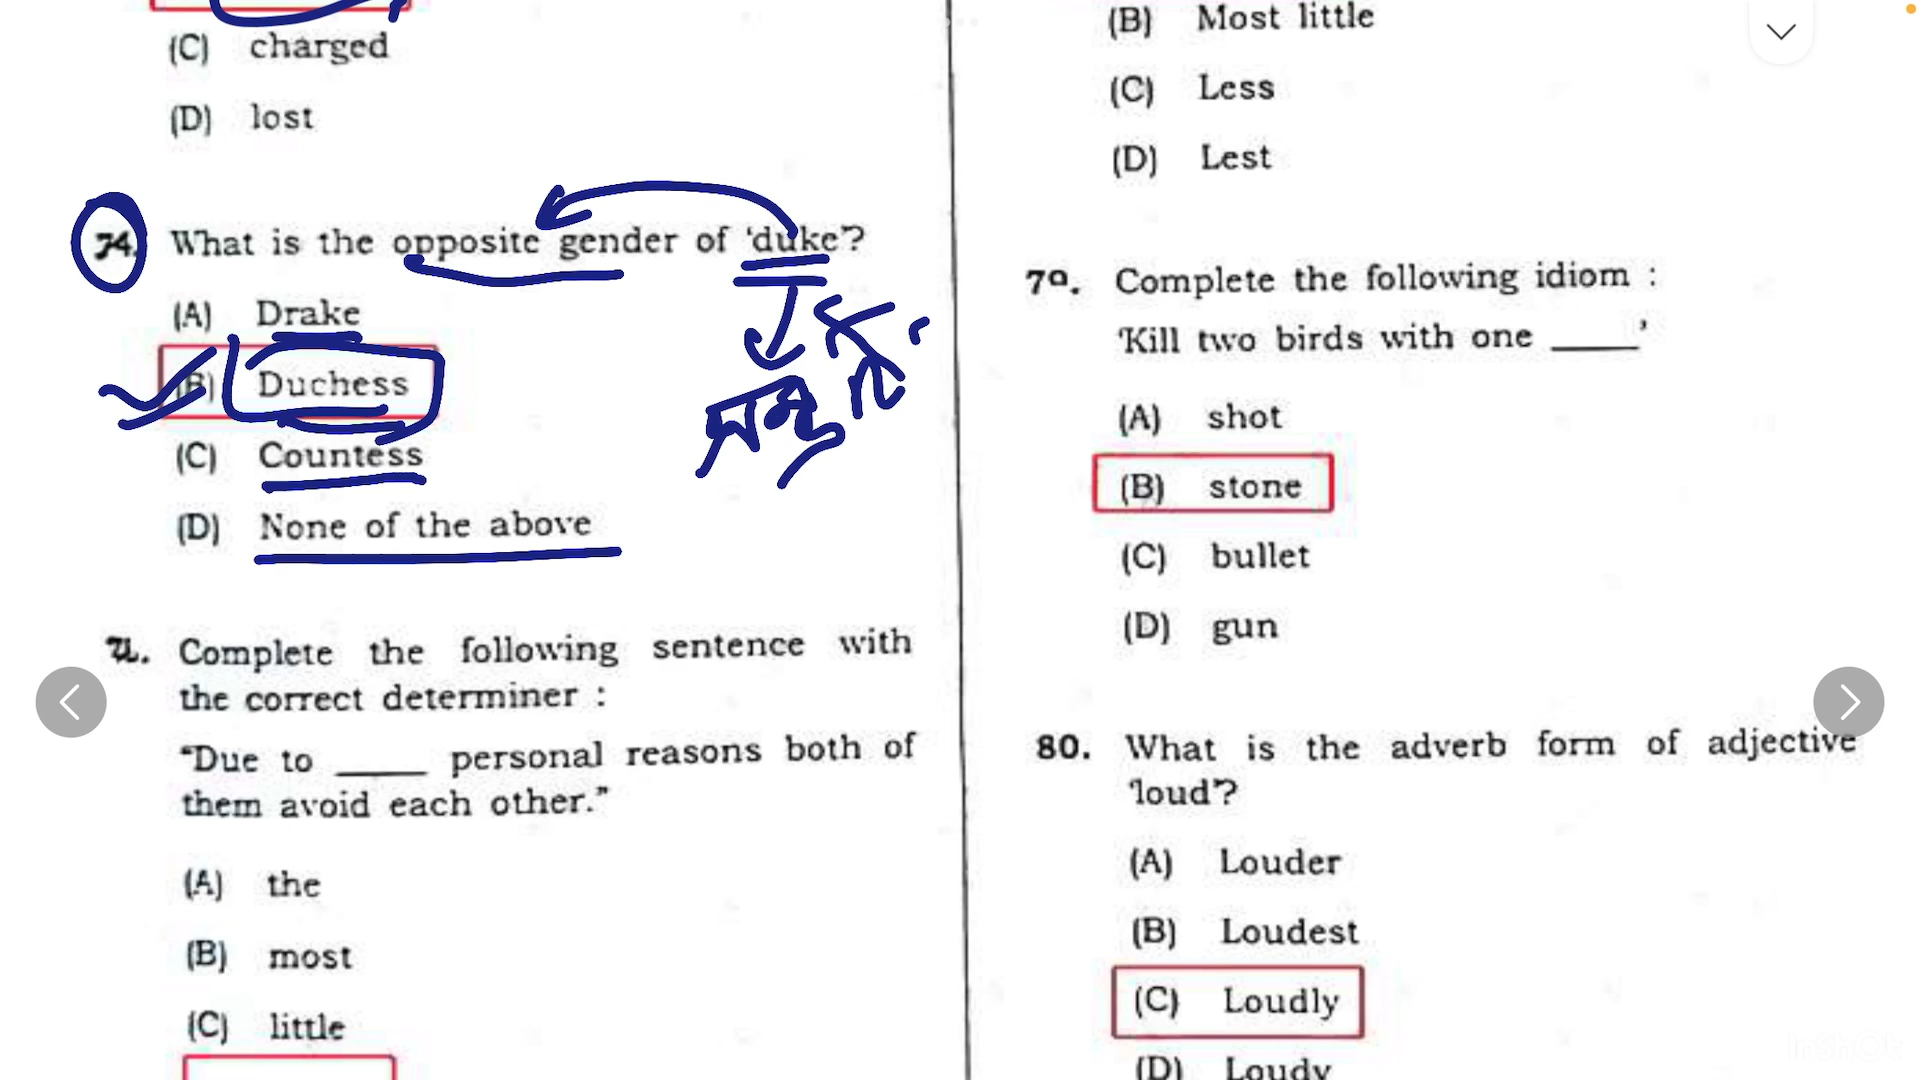 (C) charged
(D) lost
74. What is the opposite gender of 'duke'?
(A) Drake
(B) Duchess
(C) Countess
(D) None of the above
Complete the following sentence with
the correct determiner :
"Due to ____ personal reasons both of
them avoid each other."
(A) the
(B) most
(C) little
(B) Most little
(C) Less
(D) Lest
Complete the following idiom :
'Kill two birds with one ____'
(A) shot
(B) stone
(C) bullet
(D) gun
80. What is the adverb form of adjective
'loud'?
(A) Louder
(B) Loudest
(C) Loudly
(D) Loudy